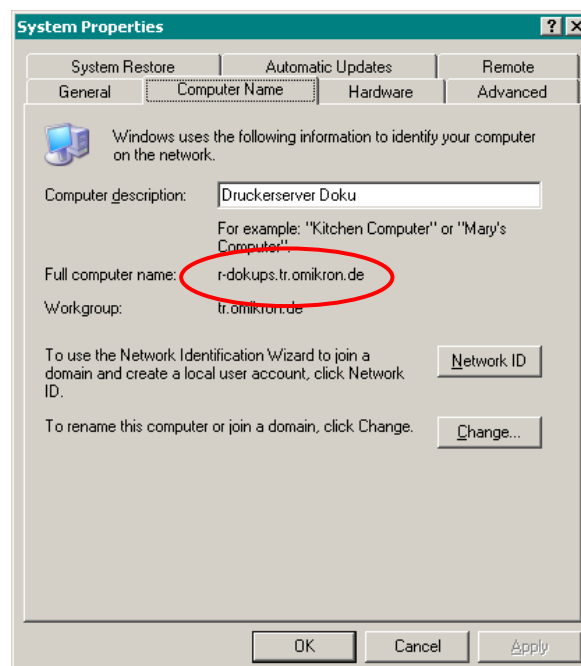 System Properties
System Restore Automatic Updates Remote
General Computer Name Hardware Advanced
Windows uses the following information to identify your computer
on the network.
Computer description: Druckerserver Doku
For example: "Kitchen Computer" or "Mary's
Computer".
Full computer name: r-dokups.tr.omikron.de
Workgroup: tr.omikron.de
To use the Network Identification Wizard to join a
domain and create a local user account, click Network
ID.
Network ID
To rename this computer or join a domain, click Change.
Change...
OK Cancel Apply